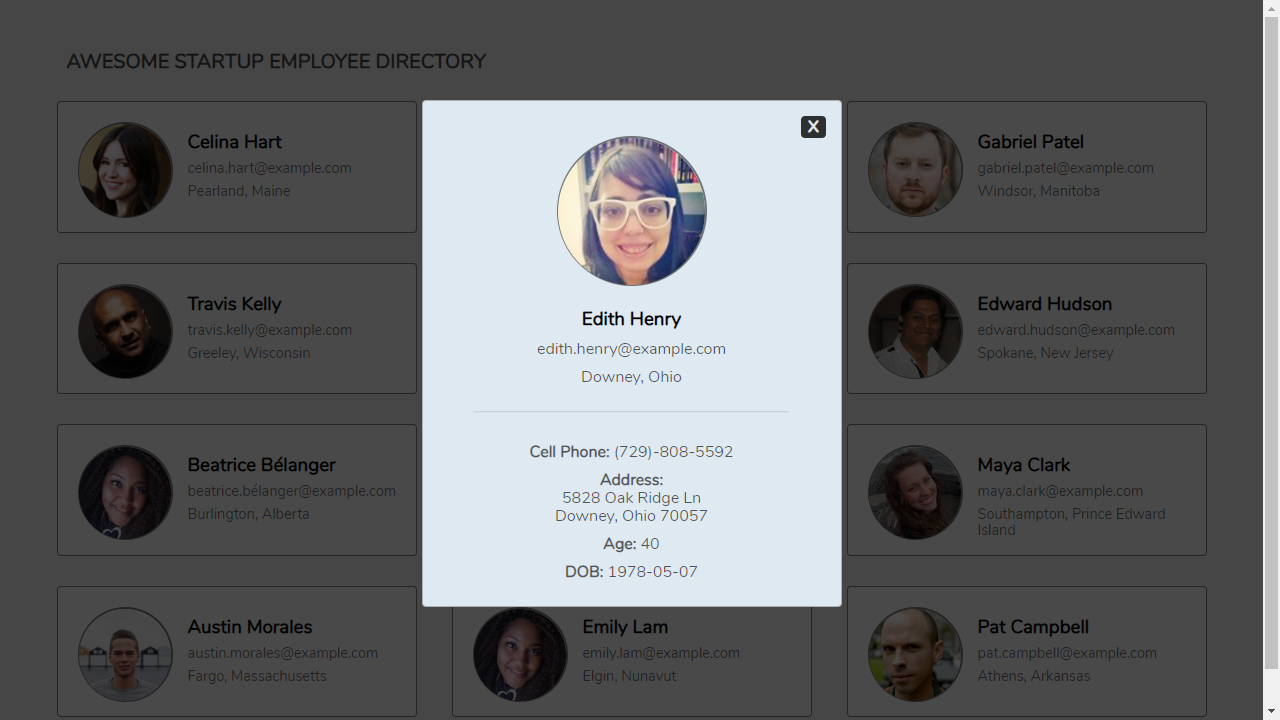 AWESOME STARTUP EMPLOYEE DIRECTORY
Celina Hart
celina.hart@example.com
Pearland, Maine
Gabriel Patel
gabriel.patel@example.com
Windsor, Manitoba
Travis Kelly
travis.kelly@example.com
Greeley, Wisconsin
Edward Hudson
edward.hudson@example.com
Spokane, New Jersey
Beatrice Bélanger
beatrice.bélanger@example.com
Burlington, Alberta
Maya Clark
maya.clark@example.com
Southampton, Prince Edward
Island
Austin Morales
austin.morales@example.com
Fargo, Massachusetts
Emily Lam
emily.lam@example.com
Elgin, Nunavut
Pat Campbell
pat.campbell@example.com
Athens, Arkansas
X
Edith Henry
edith.henry@example.com
Downey, Ohio
Cell Phone: (729)-808-5592
Address:
5828 Oak Ridge Ln
Downey, Ohio 70057
Age: 40
DOB: 1978-05-07